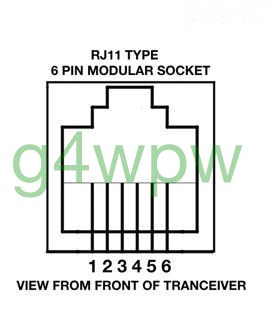 RJ11 TYPE
6 PIN MODULAR SOCKET
g4wpw
1 2 3 4 5 6
VIEW FROM FRONT OF TRANCEIVER